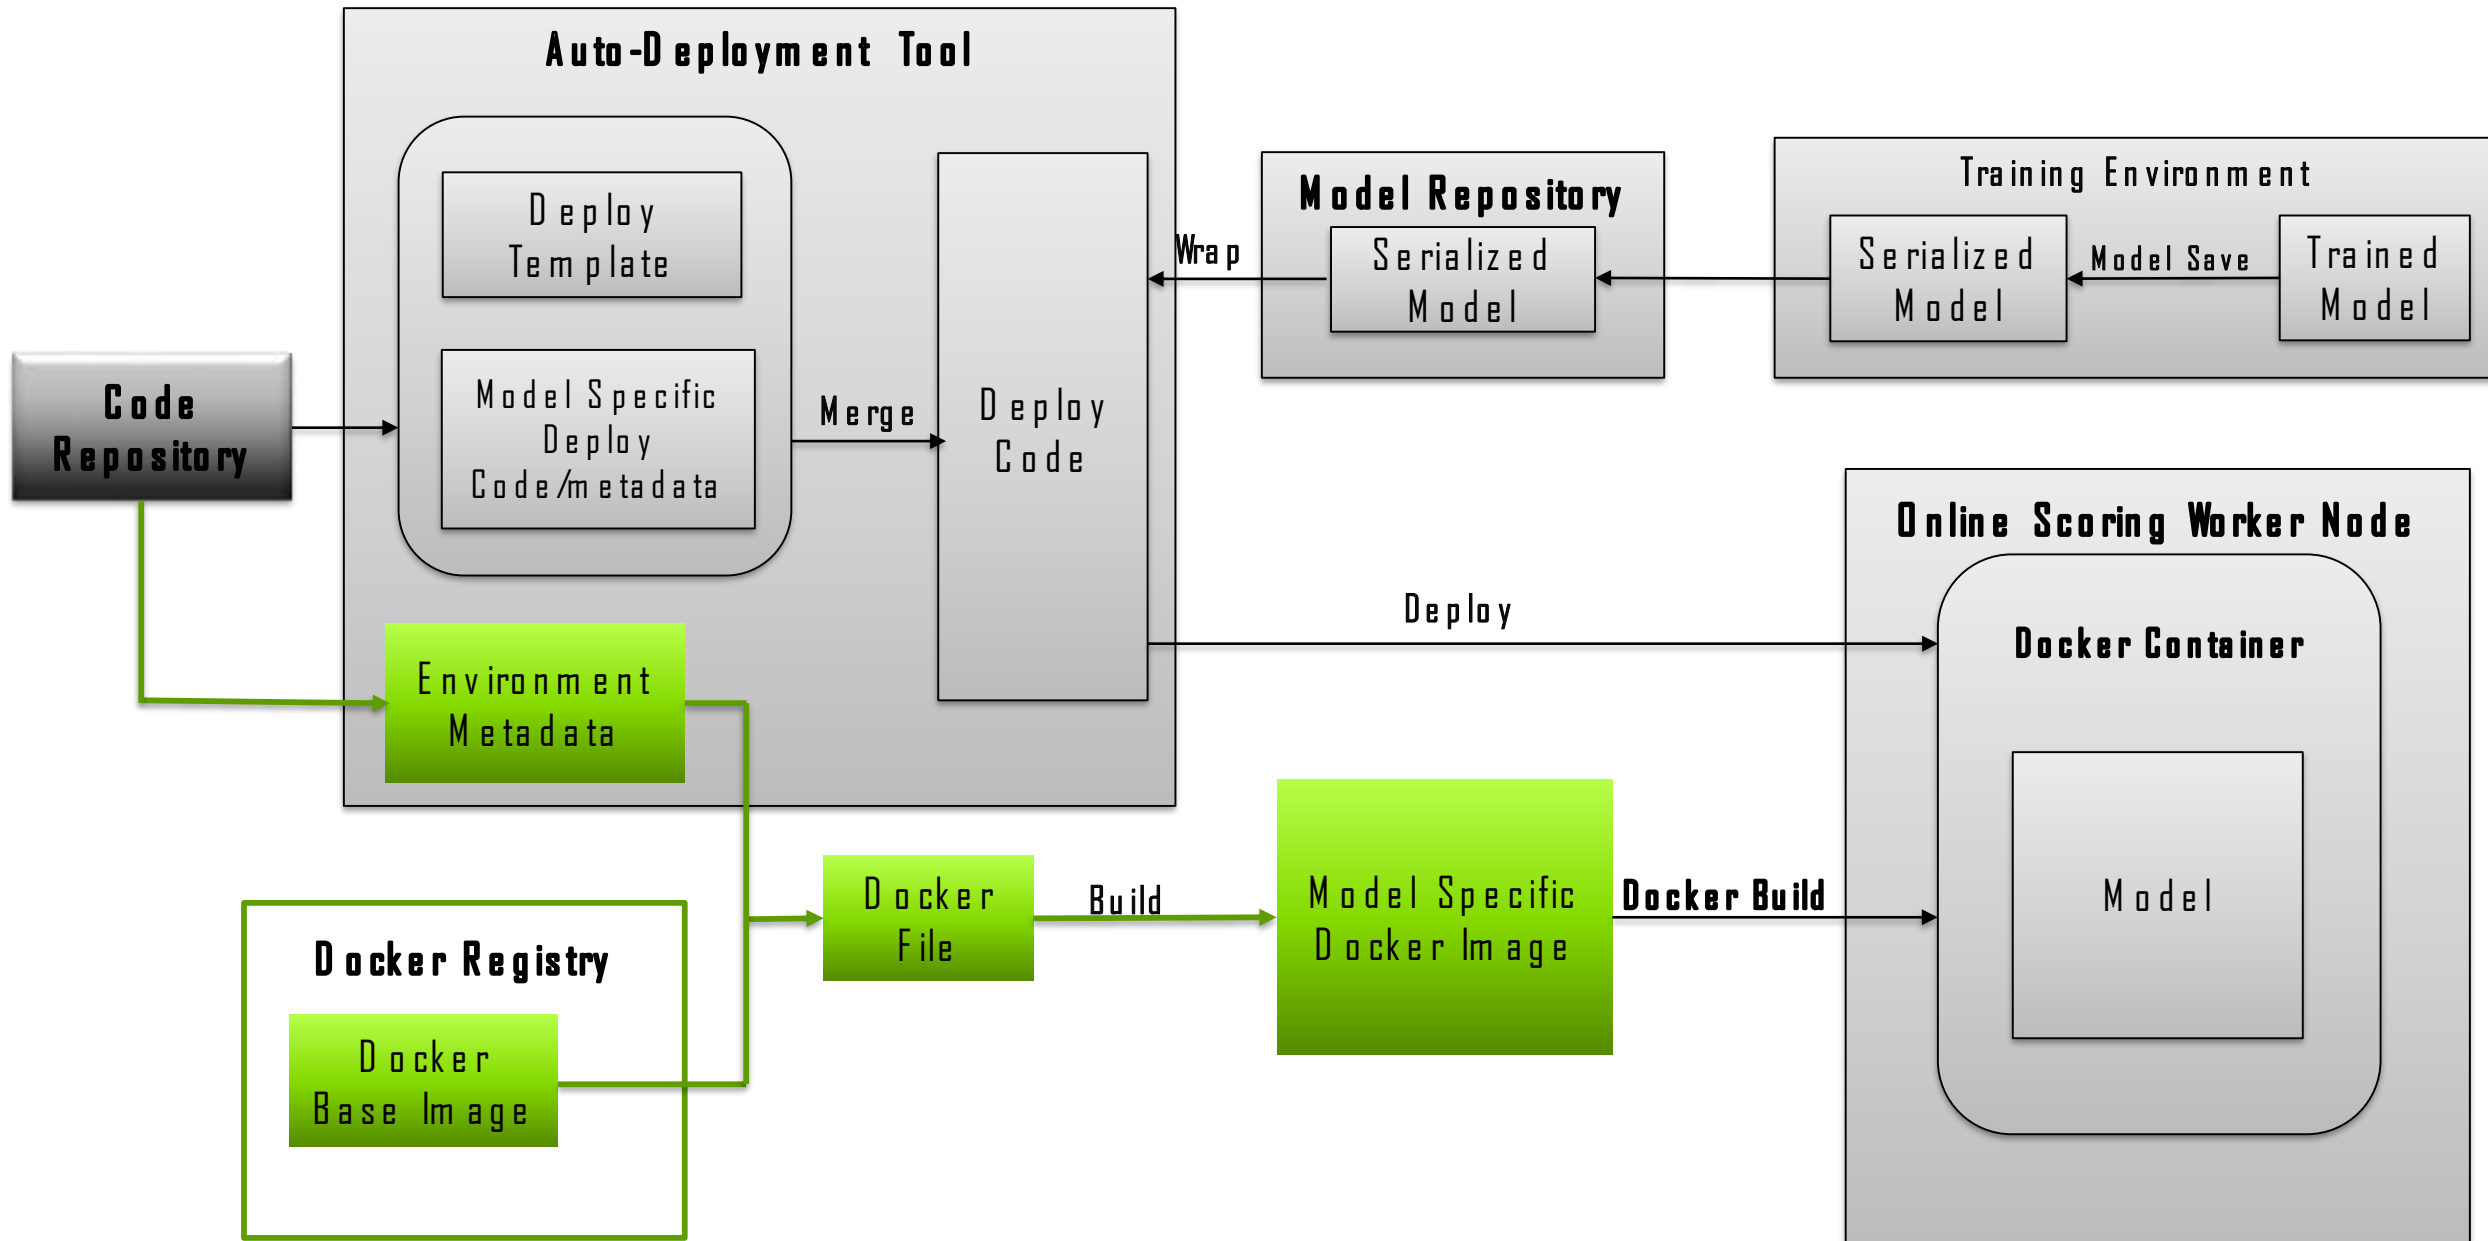 Auto-Deployment Tool
Deploy
Template
Model Specific
Deploy
Code/metadata
Merge
Deploy
Code
Code
Repository
Environment
Metadata
Wrap
Model Repository
Serialized
Model
Training Environment
Serialized
Model
Model Save
Trained
Model
Deploy
Online Scoring Worker Node
Docker Container
Model
Docker Registry
Docker
Base Image
Docker
File
Build
Model Specific
Docker Image
Docker Build